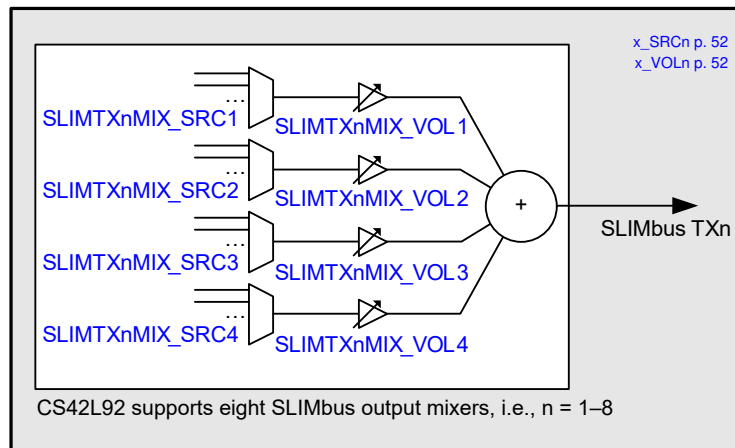 x_SRCn p. 52
x_VOLn p. 52
...
SLIMTXnMIX_SRC1
SLIMTXnMIX_VOL1
...
SLIMTXnMIX_SRC2
SLIMTXnMIX_VOL2
+
SLIMbus TXn
...
SLIMTXnMIX_SRC3
SLIMTXnMIX_VOL3
...
SLIMTXnMIX_SRC4
SLIMTXnMIX_VOL4
CS42L92 supports eight SLIMbus output mixers, i.e., n = 1–8